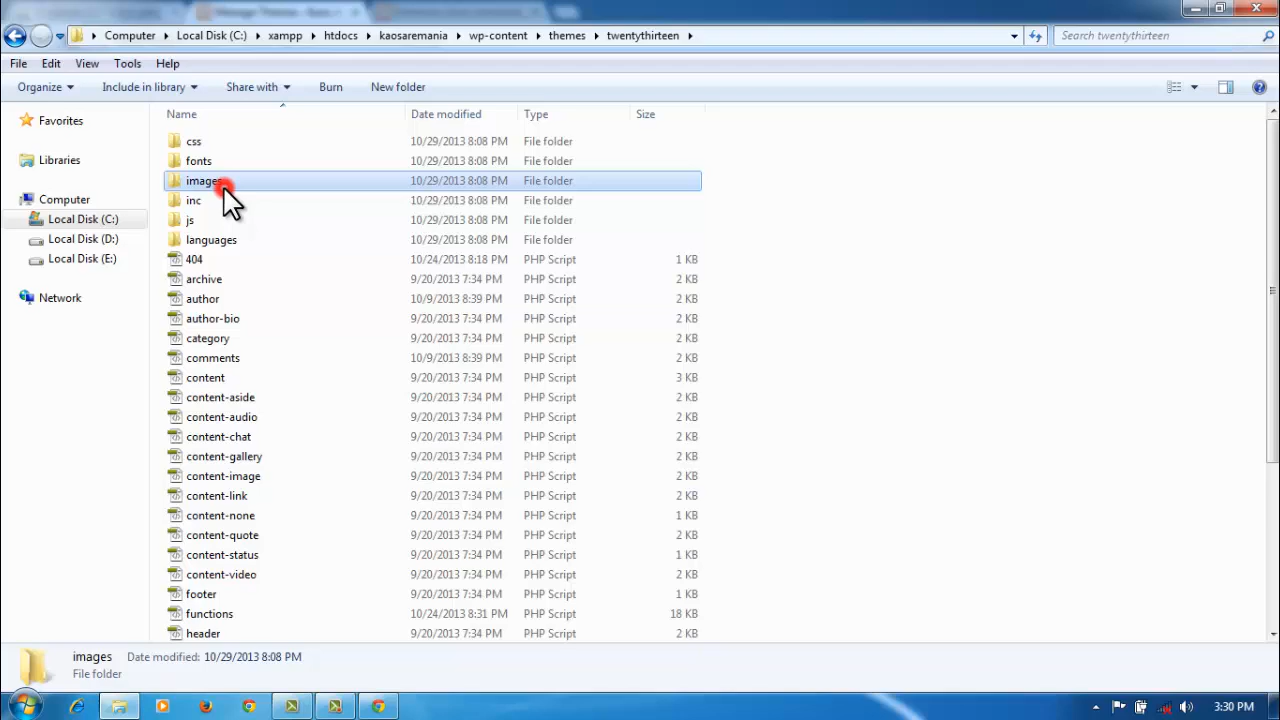 Computer Local Disk (C:) xampp htdocs kaosaremania wp-content themes twentythirteen Search twentythirteen
File Edit View Tools Help
Organize Include in library Share with Burn New folder
Name Date modified Type Size
Favorites
Libraries
Computer
Local Disk (C:)
Local Disk (D:)
Local Disk (E:)
Network
css 10/29/2013 8:08 PM File folder
fonts 10/29/2013 8:08 PM File folder
images 10/29/2013 8:08 PM File folder
inc 10/29/2013 8:08 PM File folder
js 10/29/2013 8:08 PM File folder
languages 10/29/2013 8:08 PM File folder
404 10/24/2013 8:18 PM PHP Script 1 KB
archive 9/20/2013 7:34 PM PHP Script 2 KB
author 10/9/2013 8:39 PM PHP Script 2 KB
author-bio 9/20/2013 7:34 PM PHP Script 2 KB
category 9/20/2013 7:34 PM PHP Script 2 KB
comments 10/9/2013 8:39 PM PHP Script 2 KB
content 9/20/2013 7:34 PM PHP Script 3 KB
content-aside 9/20/2013 7:34 PM PHP Script 2 KB
content-audio 9/20/2013 7:34 PM PHP Script 2 KB
content-chat 9/20/2013 7:34 PM PHP Script 2 KB
content-gallery 9/20/2013 7:34 PM PHP Script 2 KB
content-image 9/20/2013 7:34 PM PHP Script 2 KB
content-link 9/20/2013 7:34 PM PHP Script 2 KB
content-none 9/20/2013 7:34 PM PHP Script 1 KB
content-quote 9/20/2013 7:34 PM PHP Script 2 KB
content-status 9/20/2013 7:34 PM PHP Script 1 KB
content-video 9/20/2013 7:34 PM PHP Script 2 KB
footer 9/20/2013 7:34 PM PHP Script 1 KB
functions 10/24/2013 8:31 PM PHP Script 18 KB
header 9/20/2013 7:34 PM PHP Script 2 KB
images Date modified: 10/29/2013 8:08 PM
File folder
3:30 PM